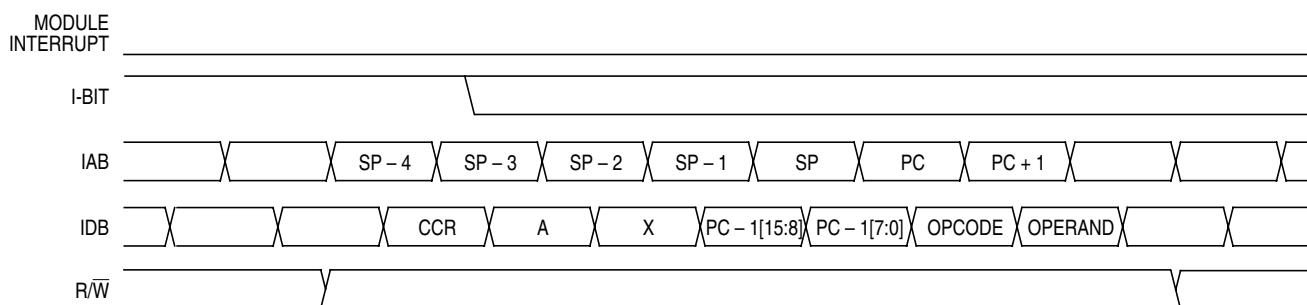 MODULE
INTERRUPT
I-BIT
IAB SP – 4 SP – 3 SP – 2 SP – 1 SP PC PC + 1
IDB CCR A X PC – 1[15:8] PC – 1[7:0] OPCODE OPERAND
R/W̅